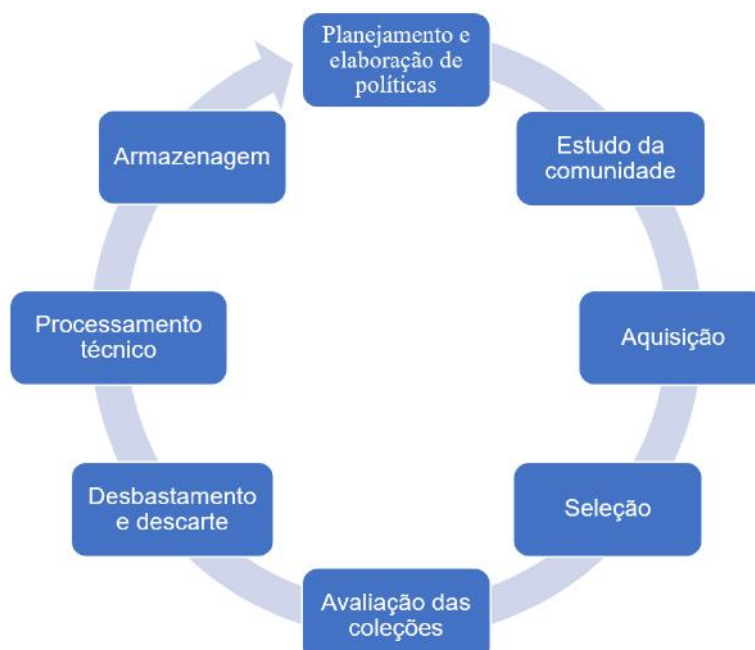 Planejamento e
elaboração de
políticas
Estudo da
comunidade
Aquisição
Seleção
Avaliação das
coleções
Desbastamento
e descarte
Processamento
técnico
Armazenagem